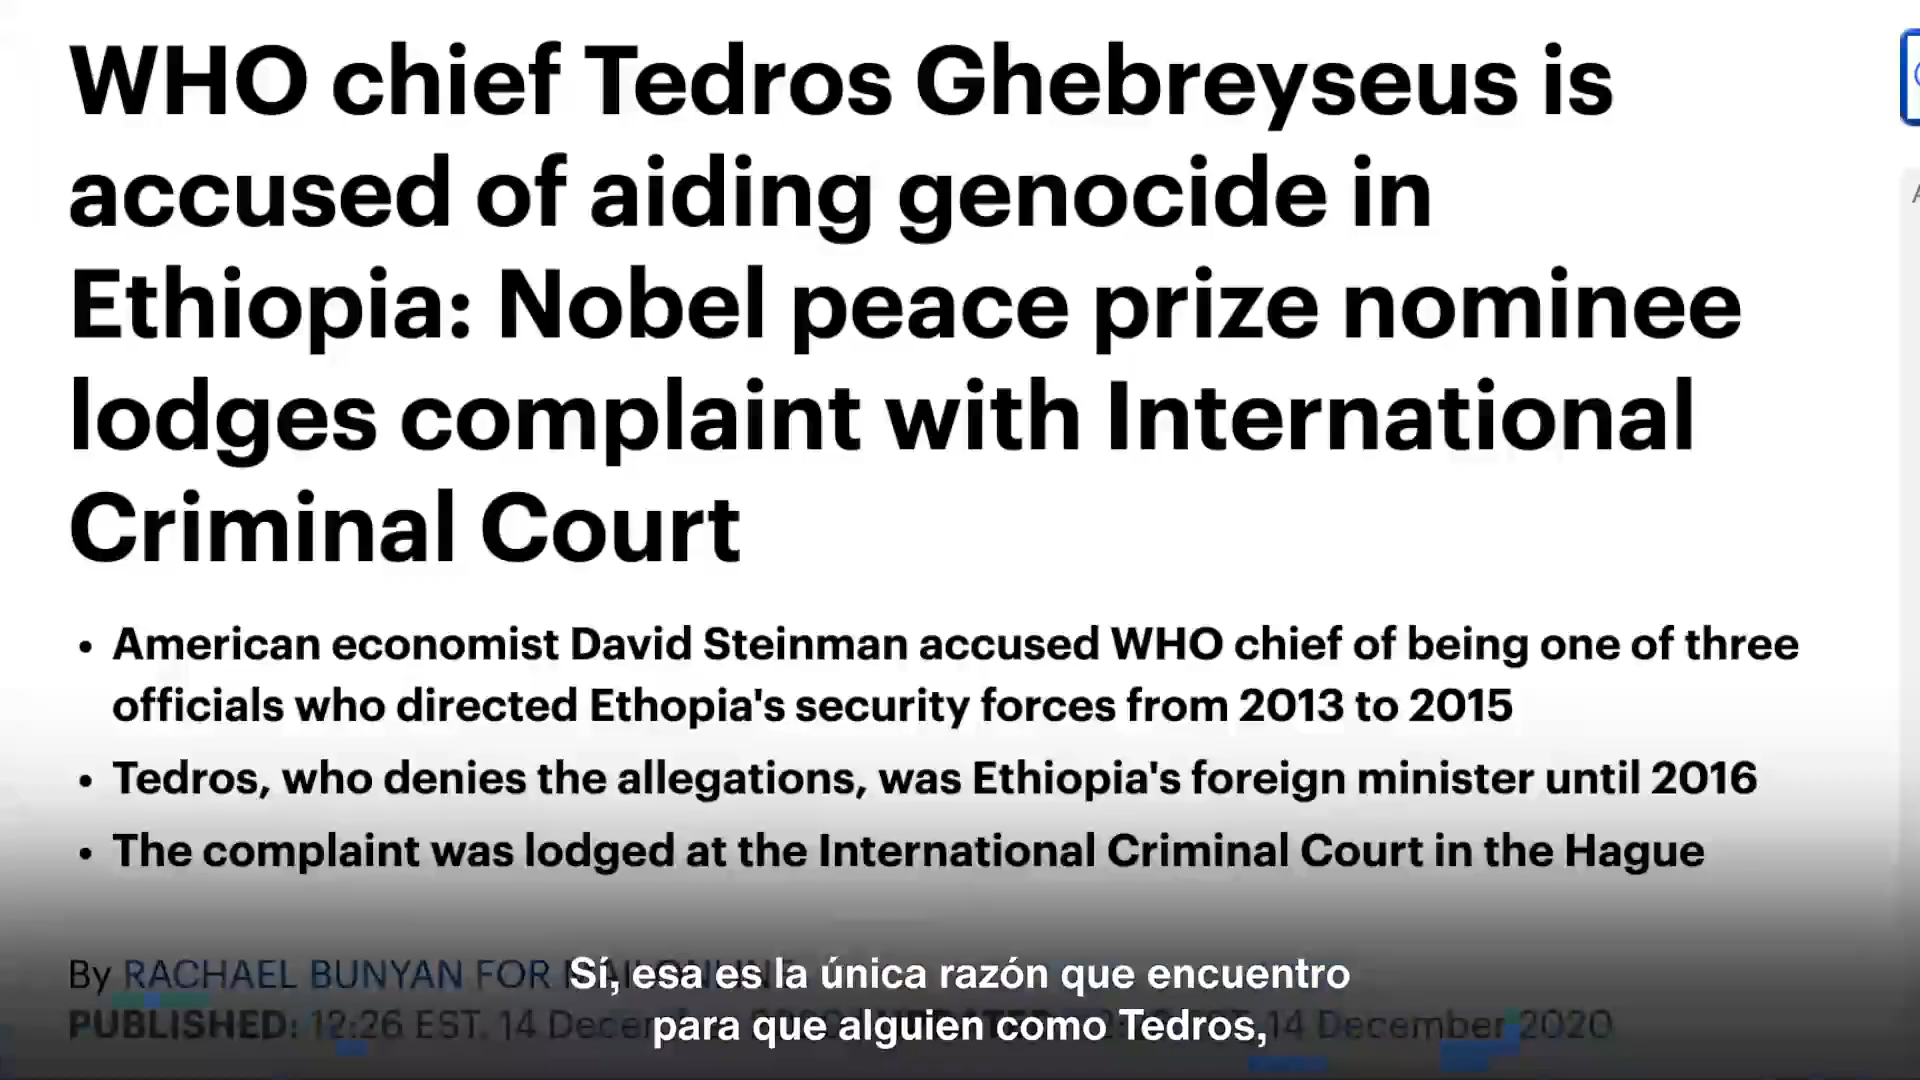 WHO chief Tedros Ghebreyseus is
accused of aiding genocide in
Ethiopia: Nobel peace prize nominee
lodges complaint with International
Criminal Court
• American economist David Steinman accused WHO chief of being one of three
officials who directed Ethopia's security forces from 2013 to 2015
• Tedros, who denies the allegations, was Ethiopia's foreign minister until 2016
• The complaint was lodged at the International Criminal Court in the Hague
By RACHAEL BUNYAN FOR
PUBLISHED: 12:26 EST, 14 14 December 2020
Sí, esa es la única razón que encuentro
para que alguien como Tedros,